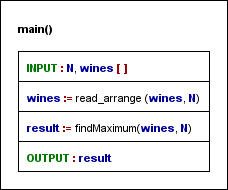 main()
INPUT : N, wines [ ]
wines := read_arrange (wines, N)
result := findMaximum(wines, N)
OUTPUT : result